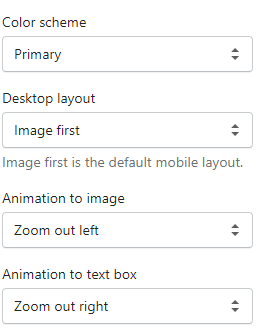 Color scheme
Primary
Desktop layout
Image first
Image first is the default mobile layout.
Animation to image
Zoom out left
Animation to text box
Zoom out right